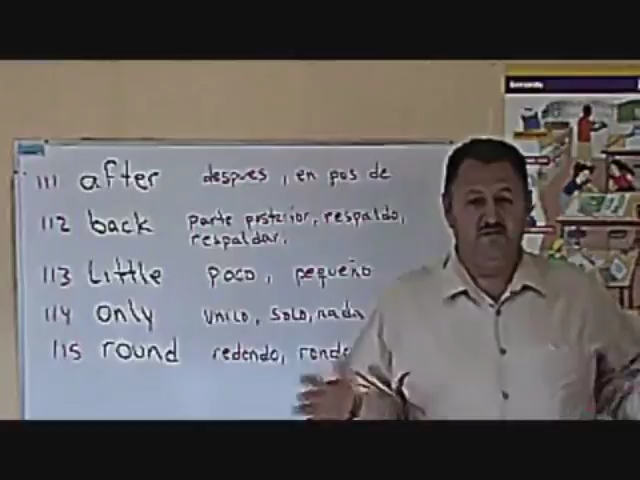 111 after despues, en pos de
112 back parte posterior, respaldo,
respaldar.
113 Little poco, pequeño
114 only unico, solo, nada
115 round redondo,